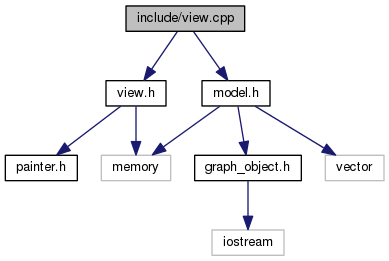 include/view.cpp
view.h
model.h
painter.h
memory
graph_object.h
vector
iostream